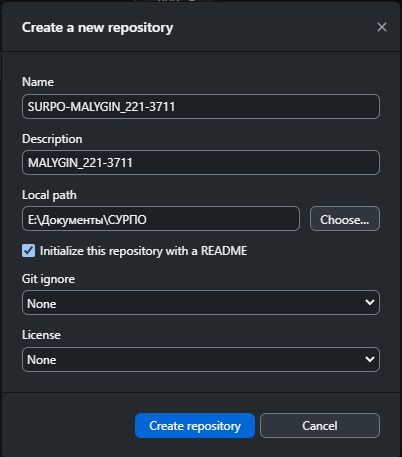 Create a new repository
Name
SURPO-MALYGIN_221-3711
Description
MALYGIN_221-3711
Local path
E:\Документы\СУРПО
Choose...
Initialize this repository with a README
Git ignore
None
License
None
Create repository
Cancel